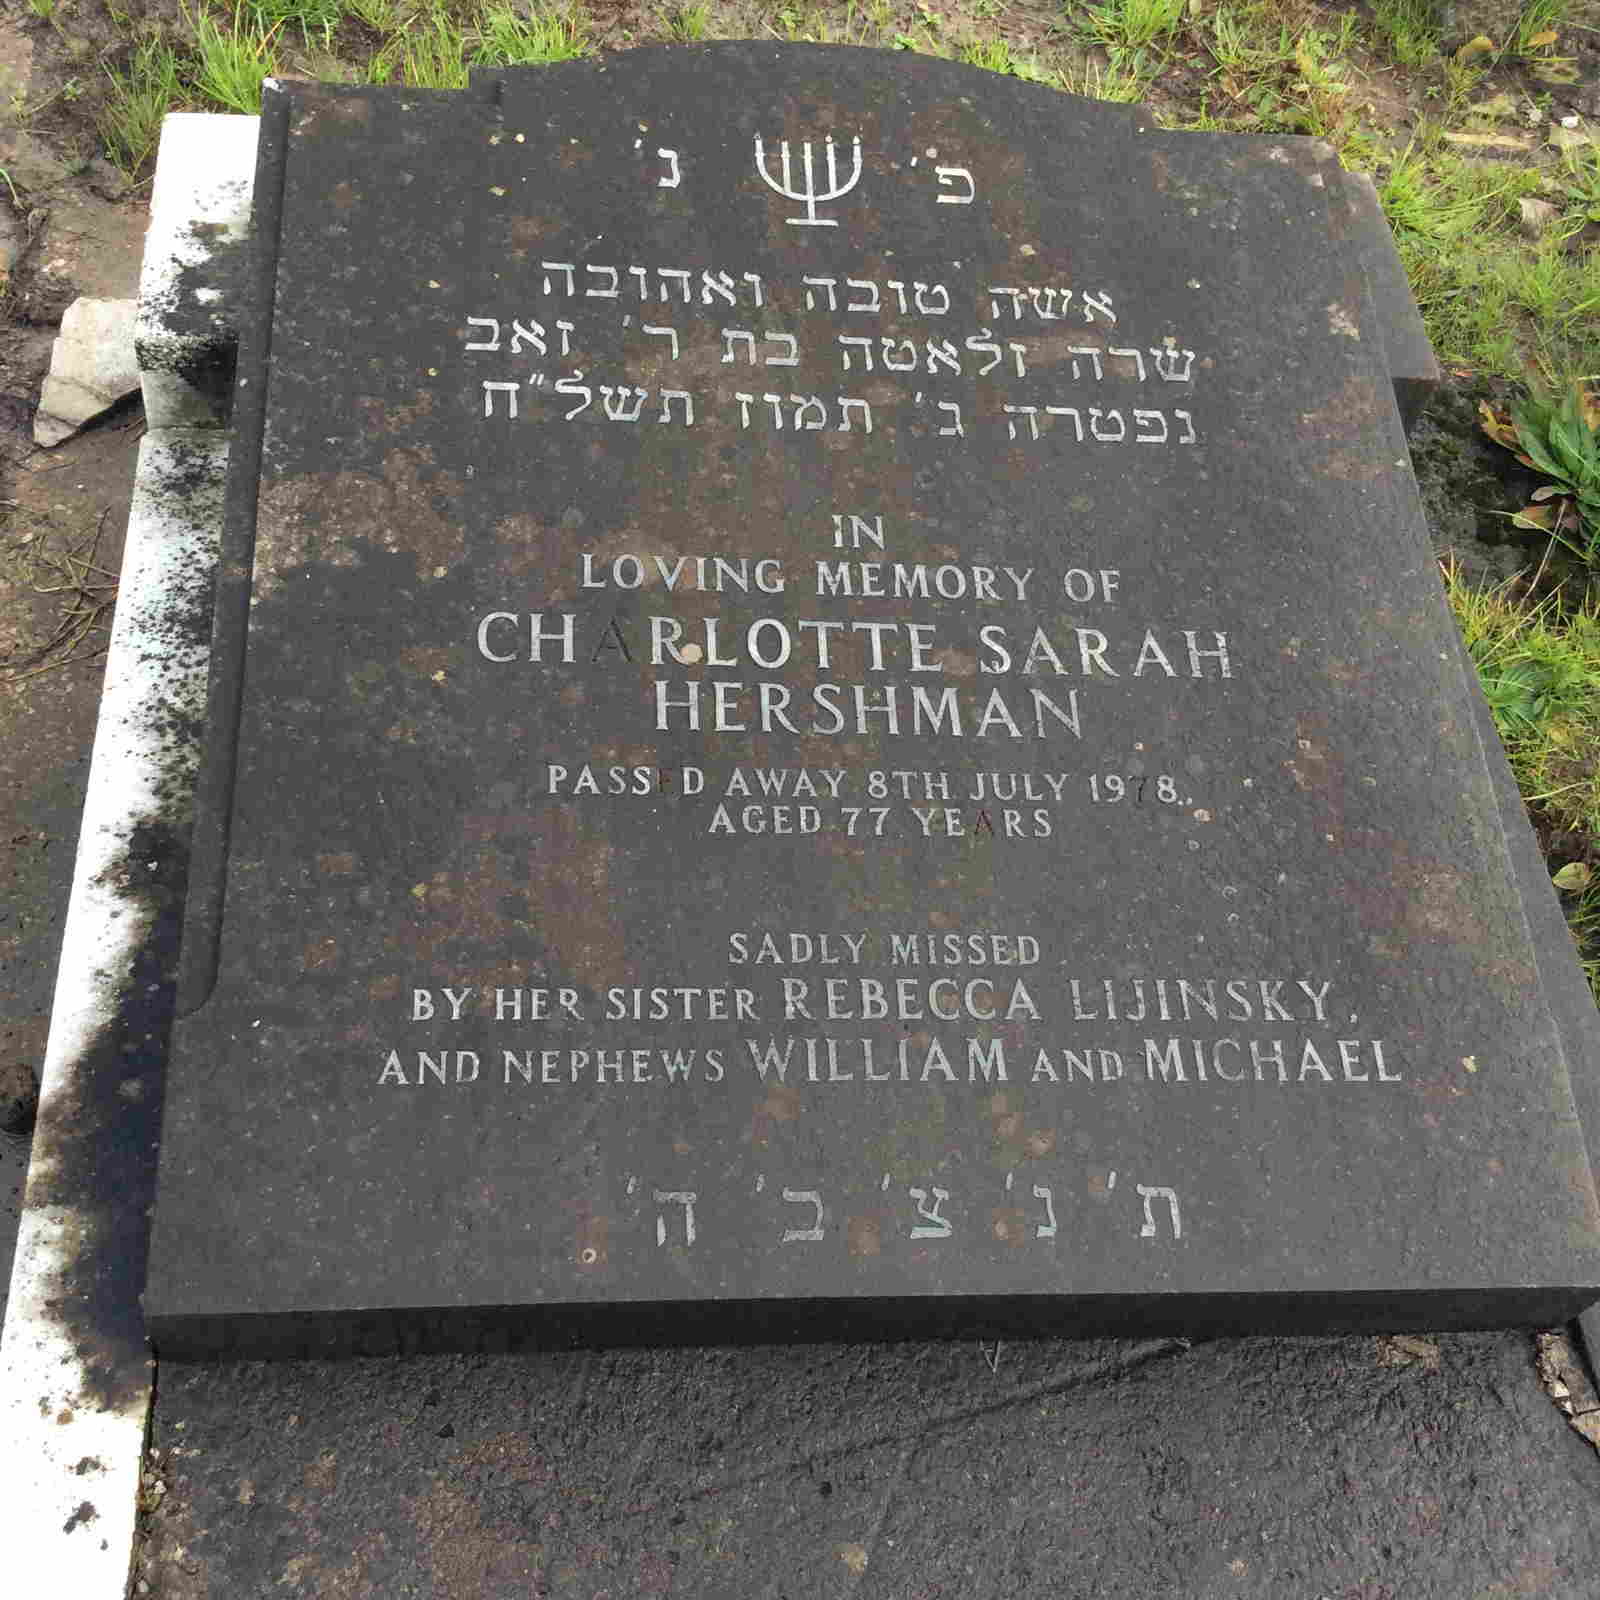 פ' נ'
אשה טובה ואהובה
שרה זלאטה בת ר' זאב
נפטרה ג' תמוז תשל"ח
IN
LOVING MEMORY OF
CHARLOTTE SARAH
HERSHMAN
PASSED AWAY 8TH JULY 1978.,
AGED 77 YEARS
SADLY MISSED
BY HER SISTER REBECCA LIJINSKY,
AND NEPHEWS WILLIAM AND MICHAEL
ת' נ' צ' ב' ה'